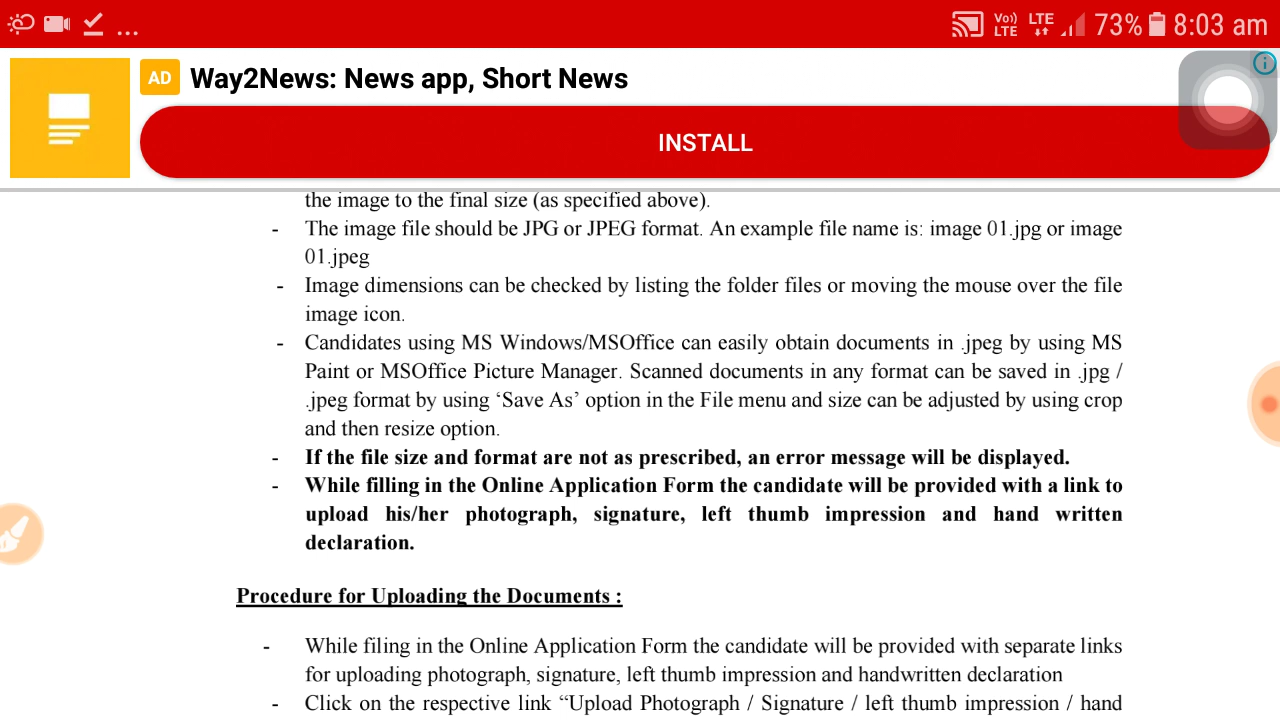 ... Vo)) LTE LTE 73% 8:03 am
AD Way2News: News app, Short News
INSTALL
the image to the final size (as specified above).
- The image file should be JPG or JPEG format. An example file name is: image 01.jpg or image
01.jpeg
- Image dimensions can be checked by listing the folder files or moving the mouse over the file
image icon.
- Candidates using MS Windows/MSOffice can easily obtain documents in .jpeg by using MS
Paint or MSOffice Picture Manager. Scanned documents in any format can be saved in .jpg /
.jpeg format by using ‘Save As’ option in the File menu and size can be adjusted by using crop
and then resize option.
- If the file size and format are not as prescribed, an error message will be displayed.
- While filling in the Online Application Form the candidate will be provided with a link to
upload his/her photograph, signature, left thumb impression and hand written
declaration.
Procedure for Uploading the Documents :
- While filing in the Online Application Form the candidate will be provided with separate links
for uploading photograph, signature, left thumb impression and handwritten declaration
- Click on the respective link “Upload Photograph / Signature / left thumb impression / hand